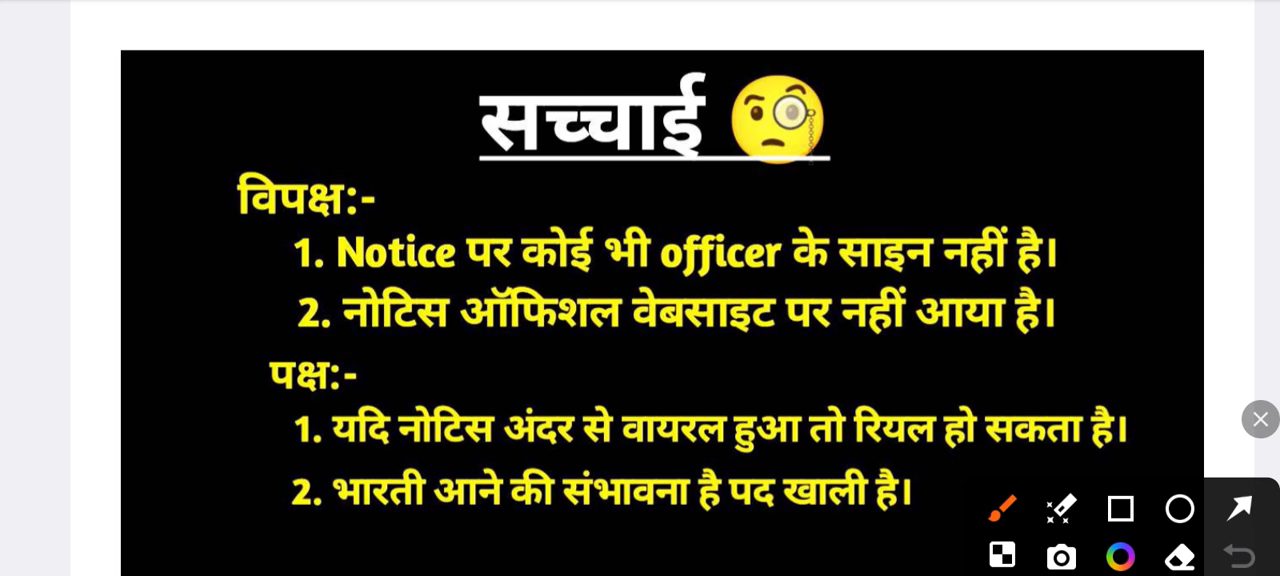 सच्चाई 🧐
विपक्ष:-
1. Notice पर कोई भी officer के साइन नहीं है।
2. नोटिस ऑफिशल वेबसाइट पर नहीं आया है।
पक्ष:-
1. यदि नोटिस अंदर से वायरल हुआ तो रियल हो सकता है।
2. भारती आने की संभावना है पद खाली है।